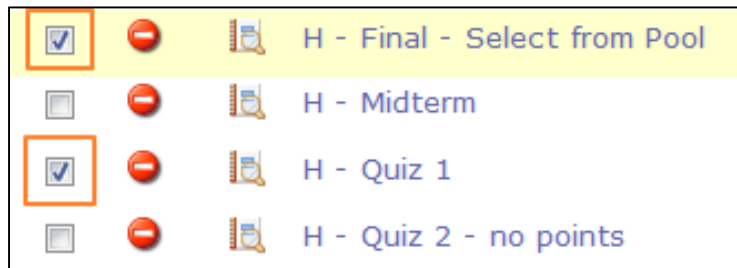 H - Final - Select from Pool
H - Midterm
H - Quiz 1
H - Quiz 2 - no points